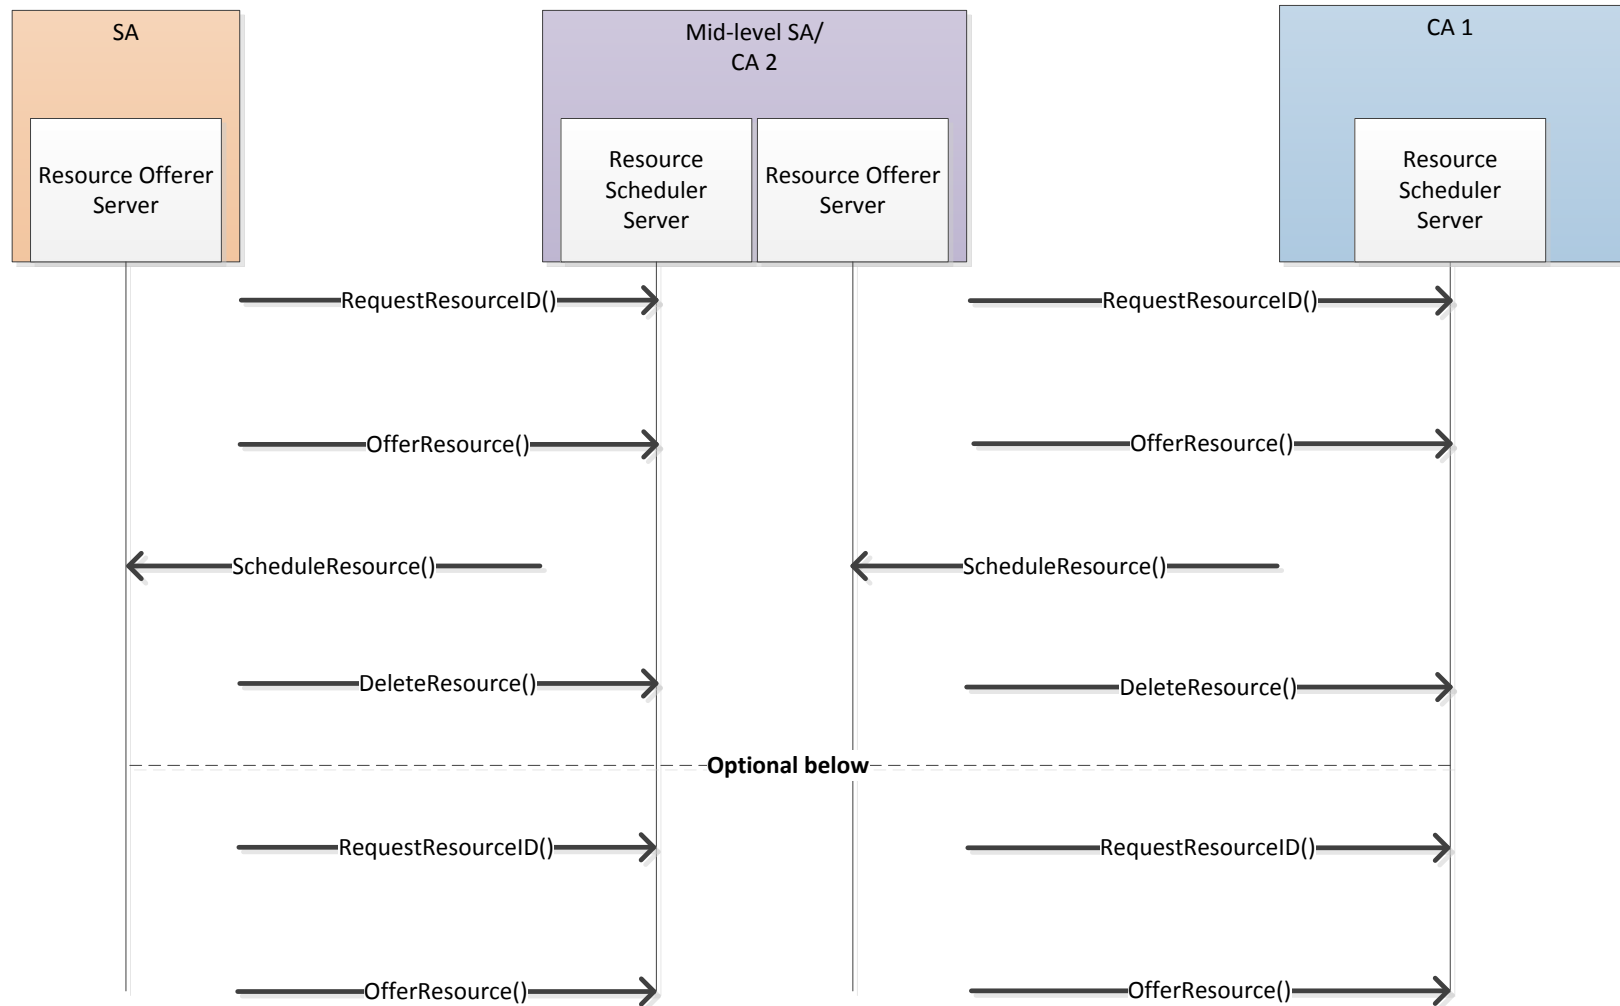 SA
Mid-level SA/
CA 2
CA 1
Resource Offerer
Server
Resource
Scheduler
Server
Resource Offerer
Server
Resource
Scheduler
Server
RequestResourceID()
RequestResourceID()
OfferResource()
OfferResource()
ScheduleResource()
ScheduleResource()
DeleteResource()
DeleteResource()
Optional below
RequestResourceID()
RequestResourceID()
OfferResource()
OfferResource()